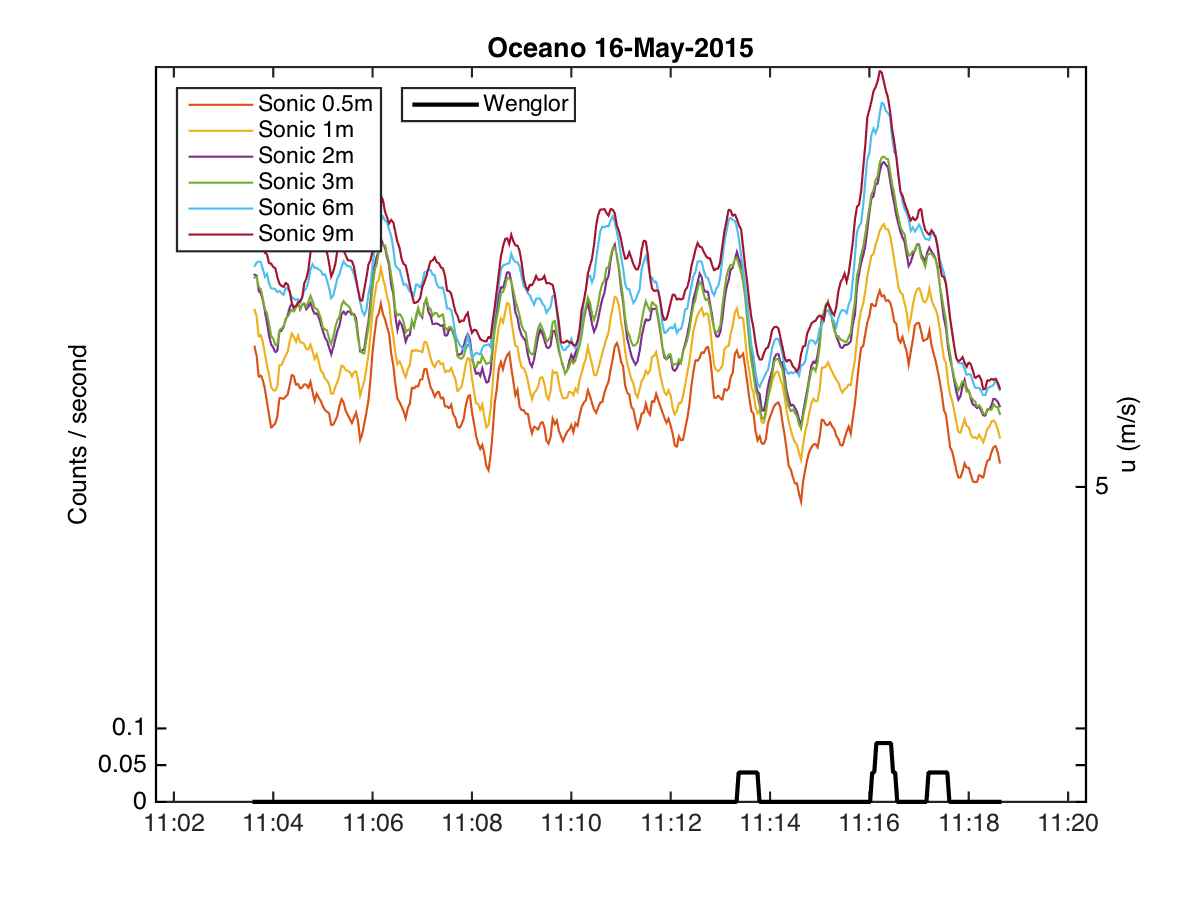 Oceano 16-May-2015
Sonic 0.5m
Sonic 1m
Sonic 2m
Sonic 3m
Sonic 6m
Sonic 9m
Wenglor
Counts / second
u (m/s)
5
0.1
0.05
0
11:02 11:04 11:06 11:08 11:10 11:12 11:14 11:16 11:18 11:20